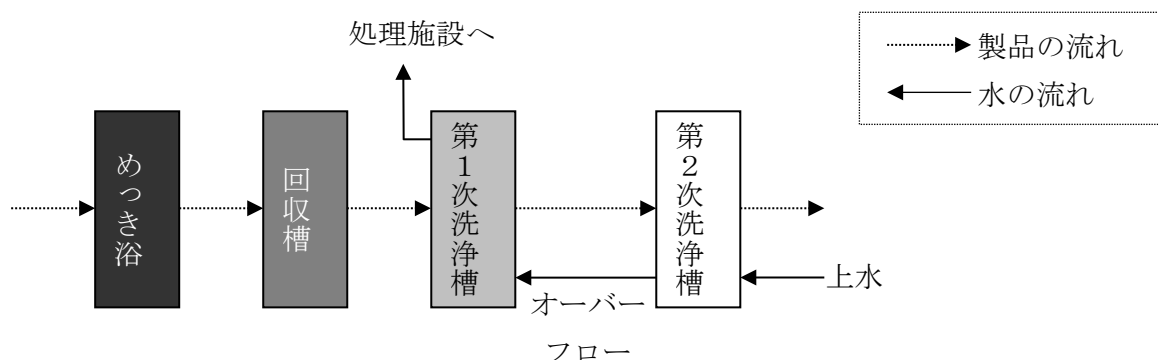 処理施設へ
製品の流れ
水の流れ
めっき浴
回収槽
第1次洗浄槽
第2次洗浄槽
上水
オーバー
フロー